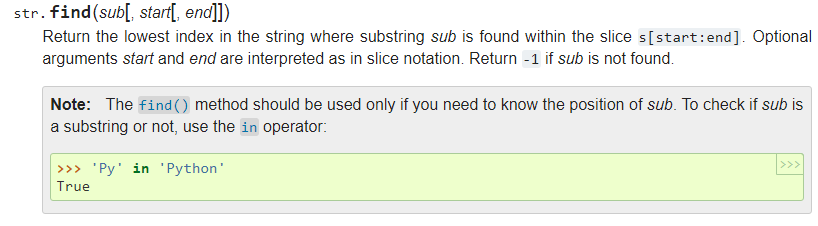 str.find(sub[, start[, end]])
Return the lowest index in the string where substring sub is found within the slice s[start:end]. Optional
arguments start and end are interpreted as in slice notation. Return -1 if sub is not found.
Note: The find() method should be used only if you need to know the position of sub. To check if sub is
a substring or not, use the in operator:
>>> 'Py' in 'Python'
>>>
True